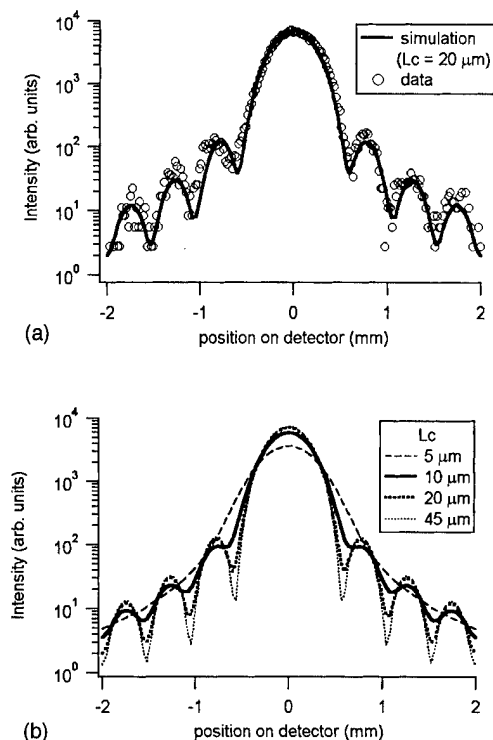 simulation
(Lc = 20 μm)
data
Intensity (arb. units)
10^4
10^3
10^2
10^1
10^0
-2
-1
0
1
2
position on detector (mm)
(a)
Lc
5 μm
10 μm
20 μm
45 μm
Intensity (arb. units)
10^4
10^3
10^2
10^1
10^0
-2
-1
0
1
2
position on detector (mm)
(b)